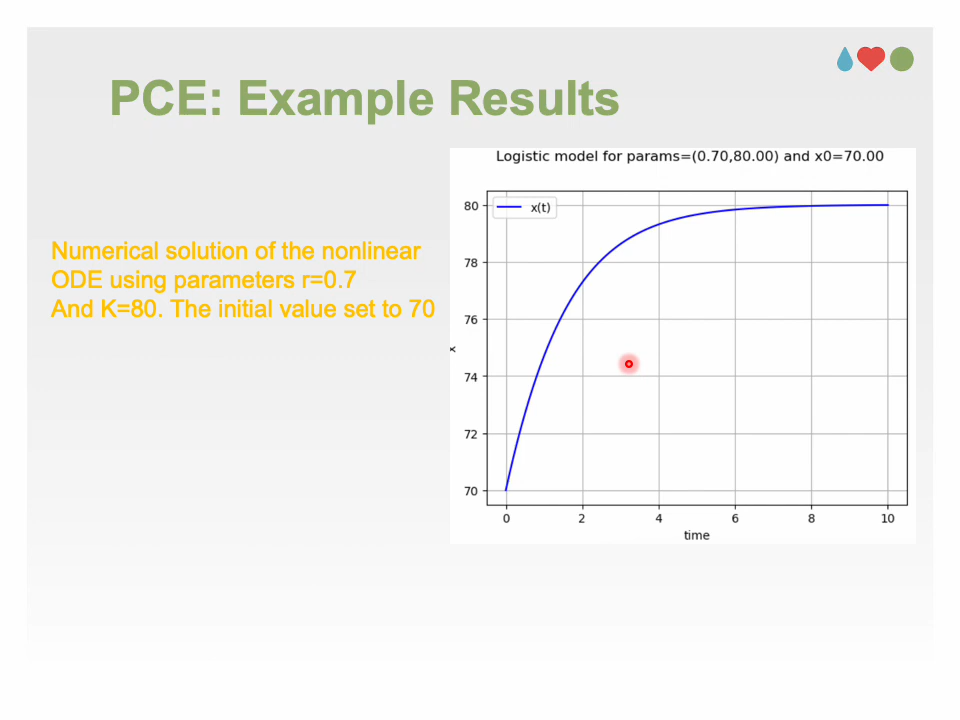 PCE: Example Results
Numerical solution of the nonlinear
ODE using parameters r=0.7
And K=80. The initial value set to 70
Logistic model for params=(0.70,80.00) and x0=70.00
x(t)
80
78
76
74
72
70
x
0 2 4 6 8 10
time